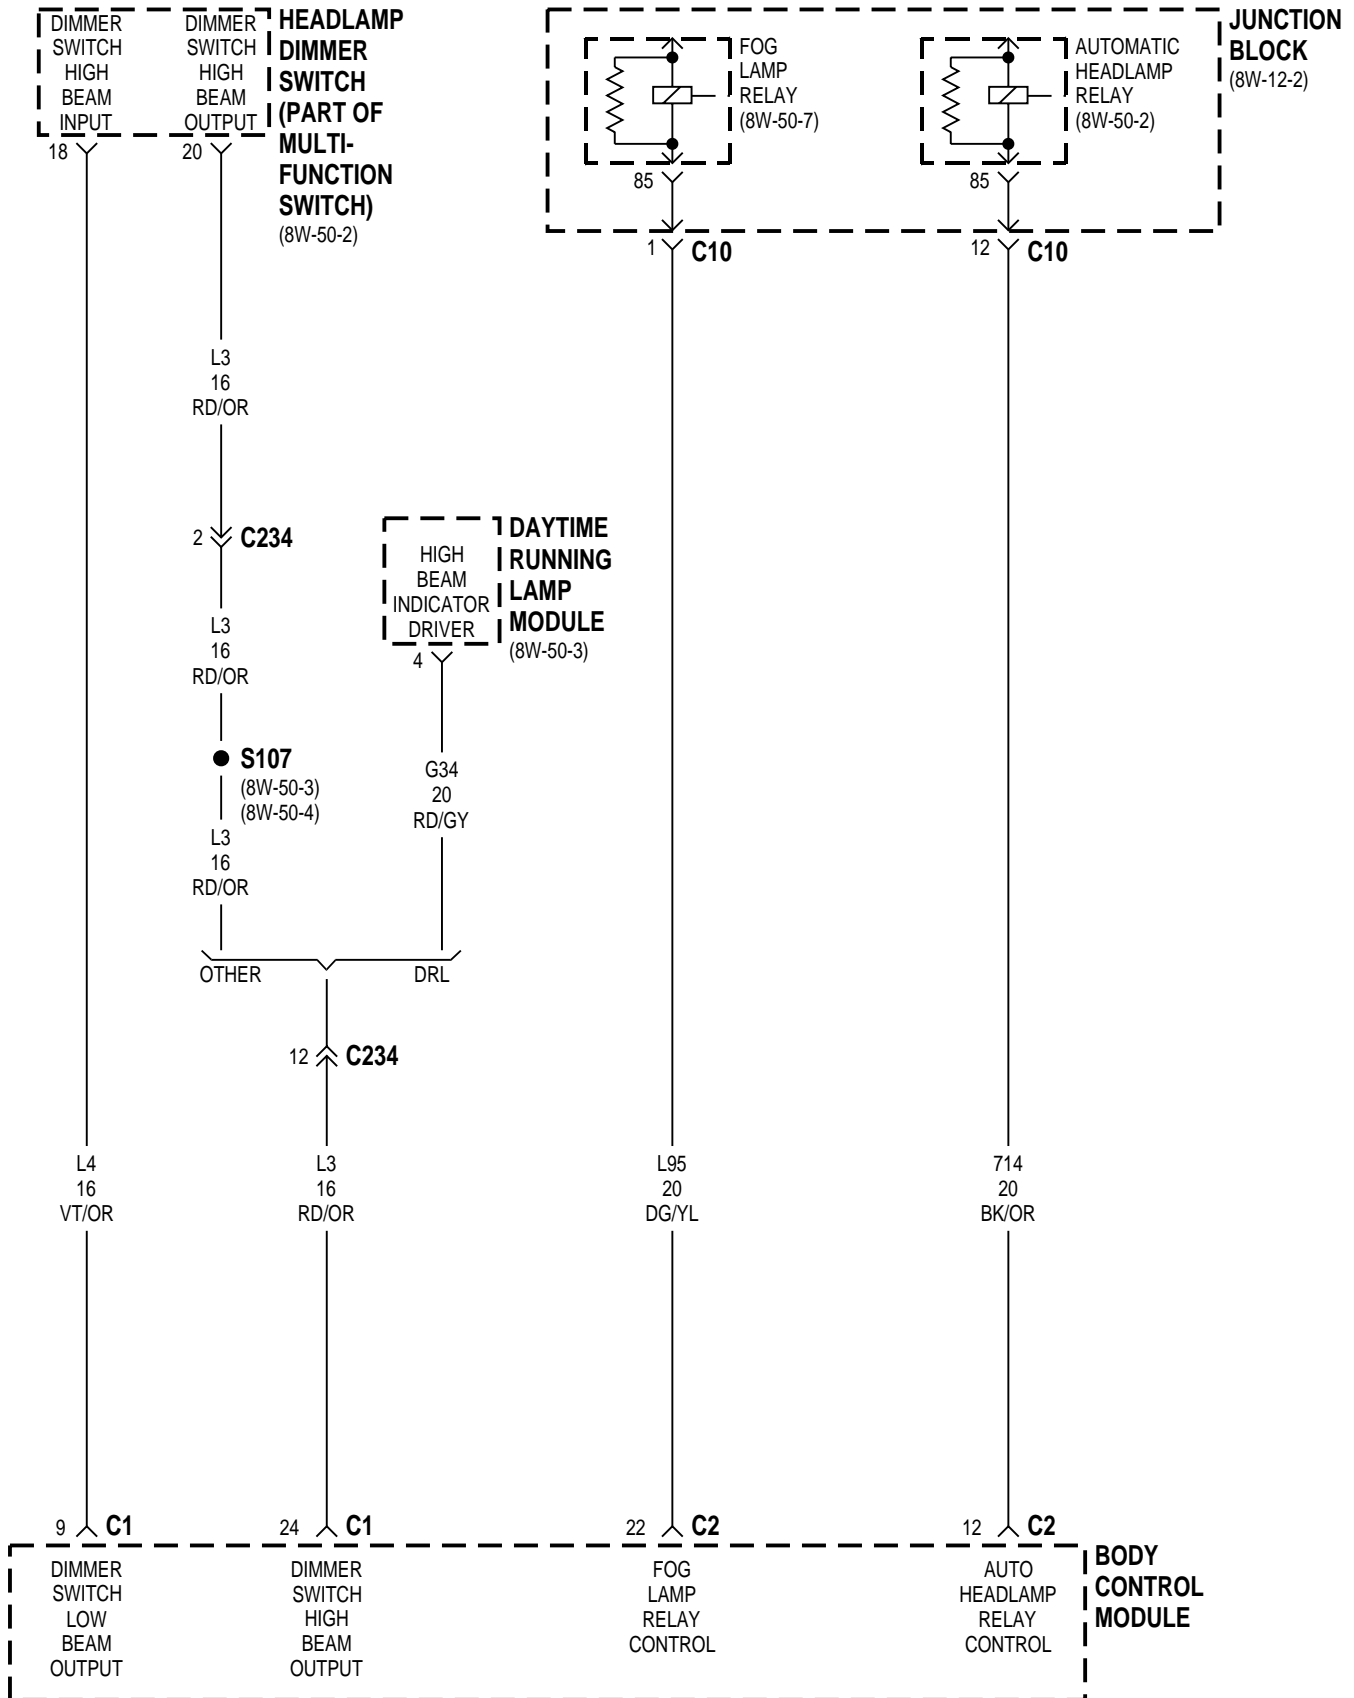 DIMMER
SWITCH
HIGH
BEAM
INPUT
DIMMER
SWITCH
HIGH
BEAM
OUTPUT
HEADLAMP
DIMMER
SWITCH
(PART OF
MULTI-
FUNCTION
SWITCH)
(8W-50-2)
18
20
FOG
LAMP
RELAY
(8W-50-7)
AUTOMATIC
HEADLAMP
RELAY
(8W-50-2)
JUNCTION
BLOCK
(8W-12-2)
85
85
1
C10
12
C10
L3
16
RD/OR
2
C234
HIGH
BEAM
INDICATOR
DRIVER
DAYTIME
RUNNING
LAMP
MODULE
(8W-50-3)
4
L3
16
RD/OR
S107
(8W-50-3)
(8W-50-4)
G34
20
RD/GY
L3
16
RD/OR
OTHER
DRL
12
C234
L4
16
VT/OR
L3
16
RD/OR
L95
20
DG/YL
714
20
BK/OR
9
C1
24
C1
22
C2
12
C2
DIMMER
SWITCH
LOW
BEAM
OUTPUT
DIMMER
SWITCH
HIGH
BEAM
OUTPUT
FOG
LAMP
RELAY
CONTROL
AUTO
HEADLAMP
RELAY
CONTROL
BODY
CONTROL
MODULE